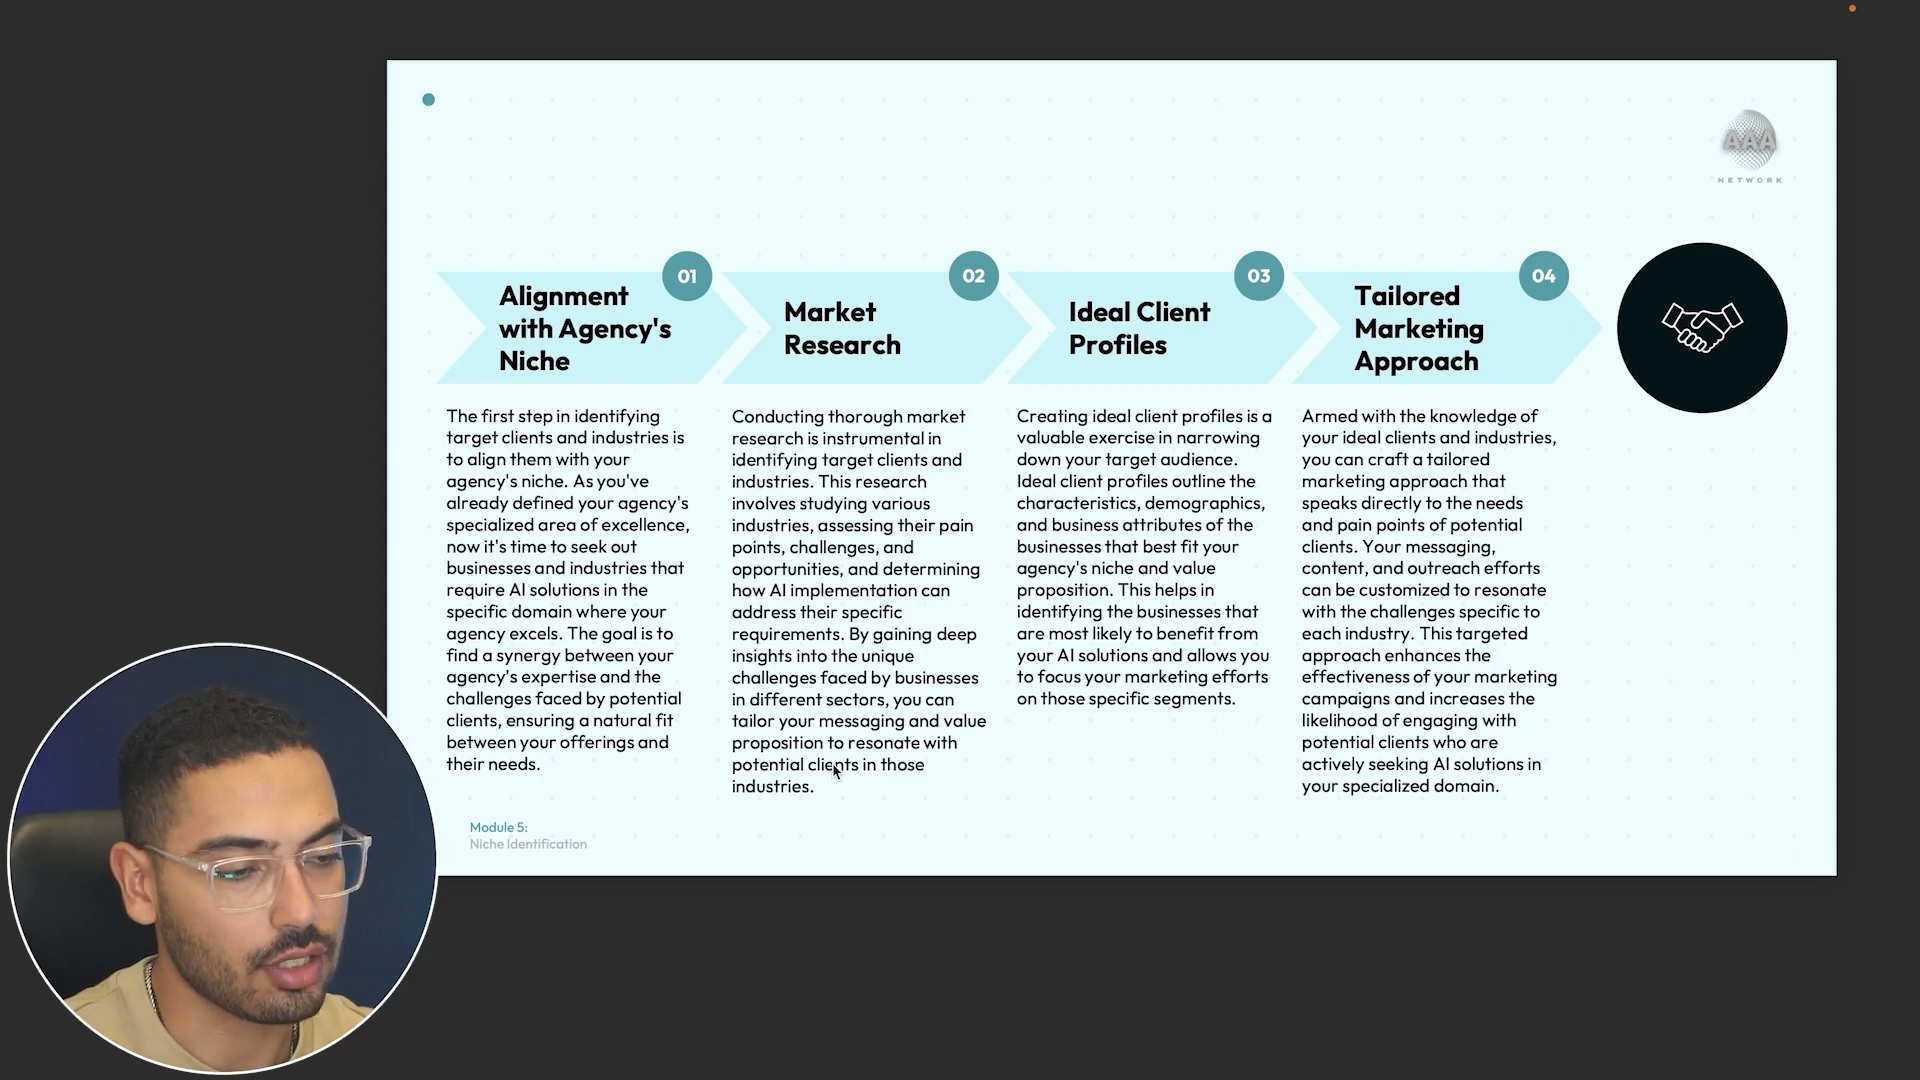 AAA
NETWORK
01
Alignment
with Agency's
Niche
The first step in identifying
target clients and industries is
to align them with your
agency's niche. As you've
already defined your agency's
specialized area of excellence,
now it's time to seek out
businesses and industries that
require AI solutions in the
specific domain where your
agency excels. The goal is to
find a synergy between your
agency’s expertise and the
challenges faced by potential
clients, ensuring a natural fit
between your offerings and
their needs.
02
Market
Research
Conducting thorough market
research is instrumental in
identifying target clients and
industries. This research
involves studying various
industries, assessing their pain
points, challenges, and
opportunities, and determining
how AI implementation can
address their specific
requirements. By gaining deep
insights into the unique
challenges faced by businesses
in different sectors, you can
tailor your messaging and value
proposition to resonate with
potential clients in those
industries.
03
Ideal Client
Profiles
Creating ideal client profiles is a
valuable exercise in narrowing
down your target audience.
Ideal client profiles outline the
characteristics, demographics,
and business attributes of the
businesses that best fit your
agency's niche and value
proposition. This helps in
identifying the businesses that
are most likely to benefit from
your AI solutions and allows you
to focus your marketing efforts
on those specific segments.
04
Tailored
Marketing
Approach
Armed with the knowledge of
your ideal clients and industries,
you can craft a tailored
marketing approach that
speaks directly to the needs
and pain points of potential
clients. Your messaging,
content, and outreach efforts
can be customized to resonate
with the challenges specific to
each industry. This targeted
approach enhances the
effectiveness of your marketing
campaigns and increases the
likelihood of engaging with
potential clients who are
actively seeking AI solutions in
your specialized domain.
Module 5:
Niche Identification